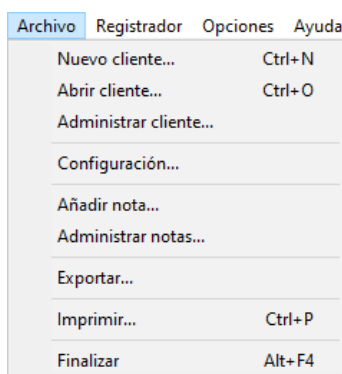 Archivo Registrador Opciones Ayuda
Nuevo cliente... Ctrl+N
Abrir cliente... Ctrl+O
Administrar cliente...
Configuración...
Añadir nota...
Administrar notas...
Exportar...
Imprimir... Ctrl+P
Finalizar Alt+F4